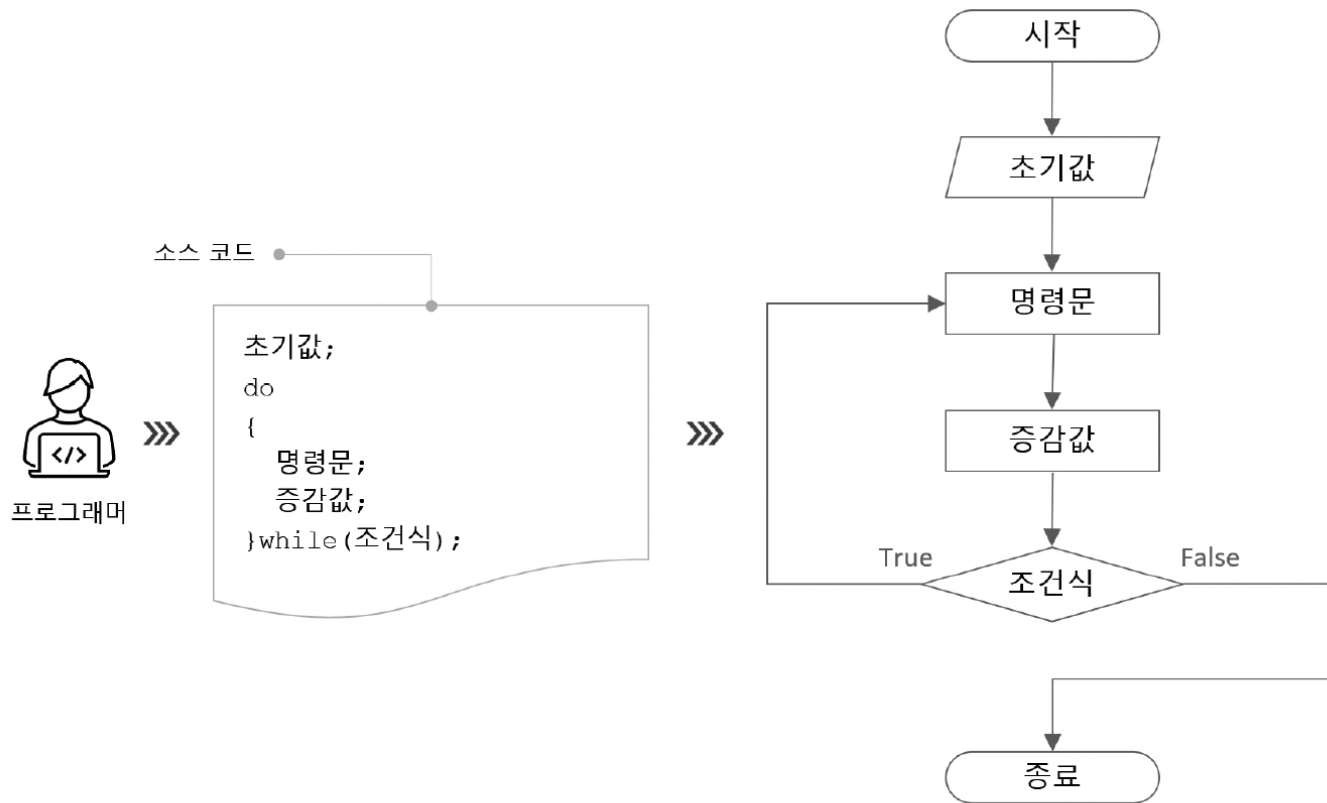 시작
초기값
소스 코드
명령문
초기값;
do
{
명령문;
증감값;
}while(조건식);
</>
프로그래머
증감값
True
조건식
False
종료